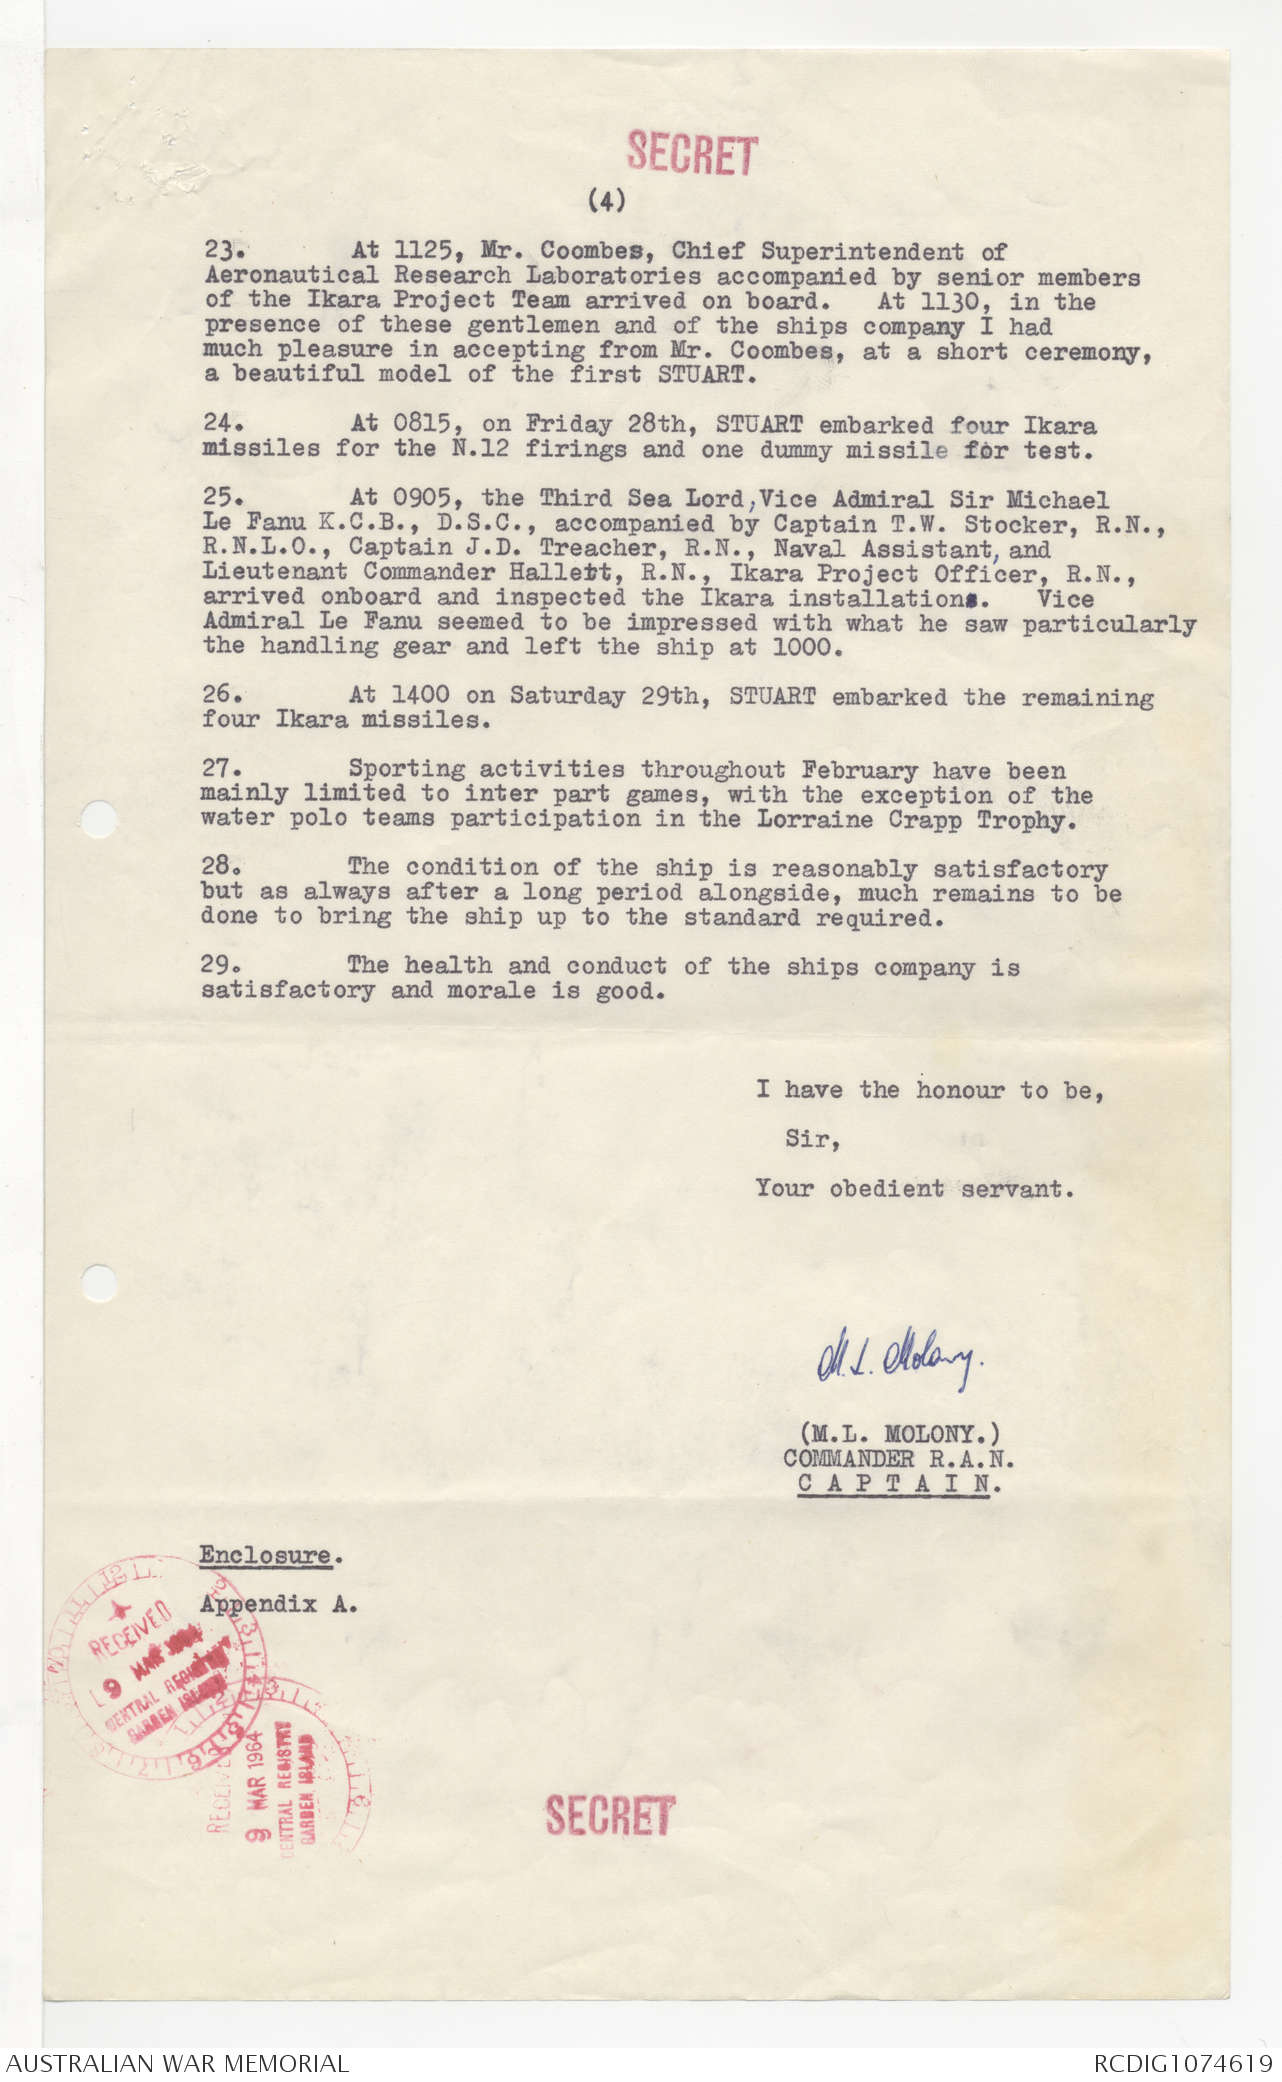 SECRET
(4)
23. At 1125, Mr. Coombes, Chief Superintendent of
Aeronautical Research Laboratories accompanied by senior members
of the Ikara Project Team arrived on board. At 1130, in the
presence of these gentlemen and of the ships company I had
much pleasure in accepting from Mr. Coombes, at a short ceremony,
a beautiful model of the first STUART.
24. At 0815, on Friday 28th, STUART embarked four Ikara
missiles for the N.12 firings and one dummy missile for test.
25. At 0905, the Third Sea Lord, Vice Admiral Sir Michael
Le Fanu K.C.B., D.S.C., accompanied by Captain T.W. Stocker, R.N.,
R.N.L.O., Captain J.D. Treacher, R.N., Naval Assistant, and
Lieutenant Commander Hallett, R.N., Ikara Project Officer, R.N.,
arrived onboard and inspected the Ikara installations. Vice
Admiral Le Fanu seemed to be impressed with what he saw particularly
the handling gear and left the ship at 1000.
26. At 1400 on Saturday 29th, STUART embarked the remaining
four Ikara missiles.
27. Sporting activities throughout February have been
mainly limited to inter part games, with the exception of the
water polo teams participation in the Lorraine Crapp Trophy.
28. The condition of the ship is reasonably satisfactory
but as always after a long period alongside, much remains to be
done to bring the ship up to the standard required.
29. The health and conduct of the ships company is
satisfactory and morale is good.
I have the honour to be,
Sir,
Your obedient servant.
M.L. Molony.
(M.L. MOLONY.)
COMMANDER R.A.N.
C A P T A I N.
Enclosure.
Appendix A.
RECEIVED
9 MAR 1964
CENTRAL REGISTRY
GARDEN ISLAND
RECEIVED
9 MAR 1964
CENTRAL REGISTRY
GARDEN ISLAND
SECRET
AUSTRALIAN WAR MEMORIAL
RCDIG1074619